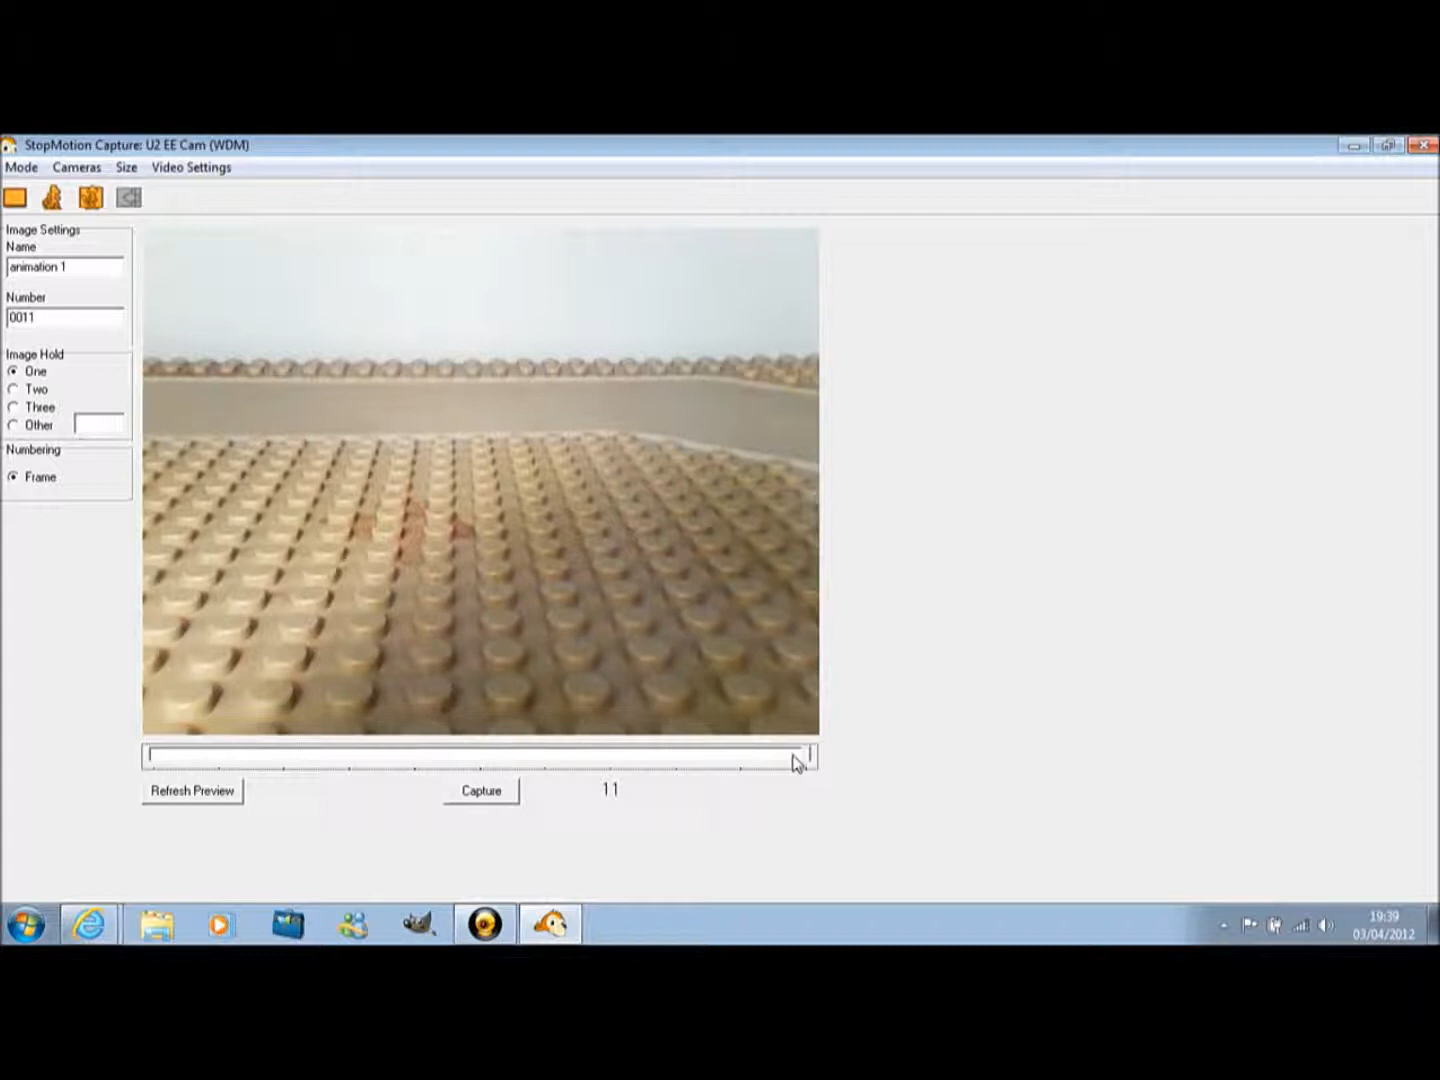 StopMotion Capture: U2 EE Cam (WDM)
Mode Cameras Size Video Settings
Image Settings
Name
animation 1
Number
0011
Image Hold
One
Two
Three
Other
Numbering
Frame
Refresh Preview
Capture
11
19:39
03/04/2012